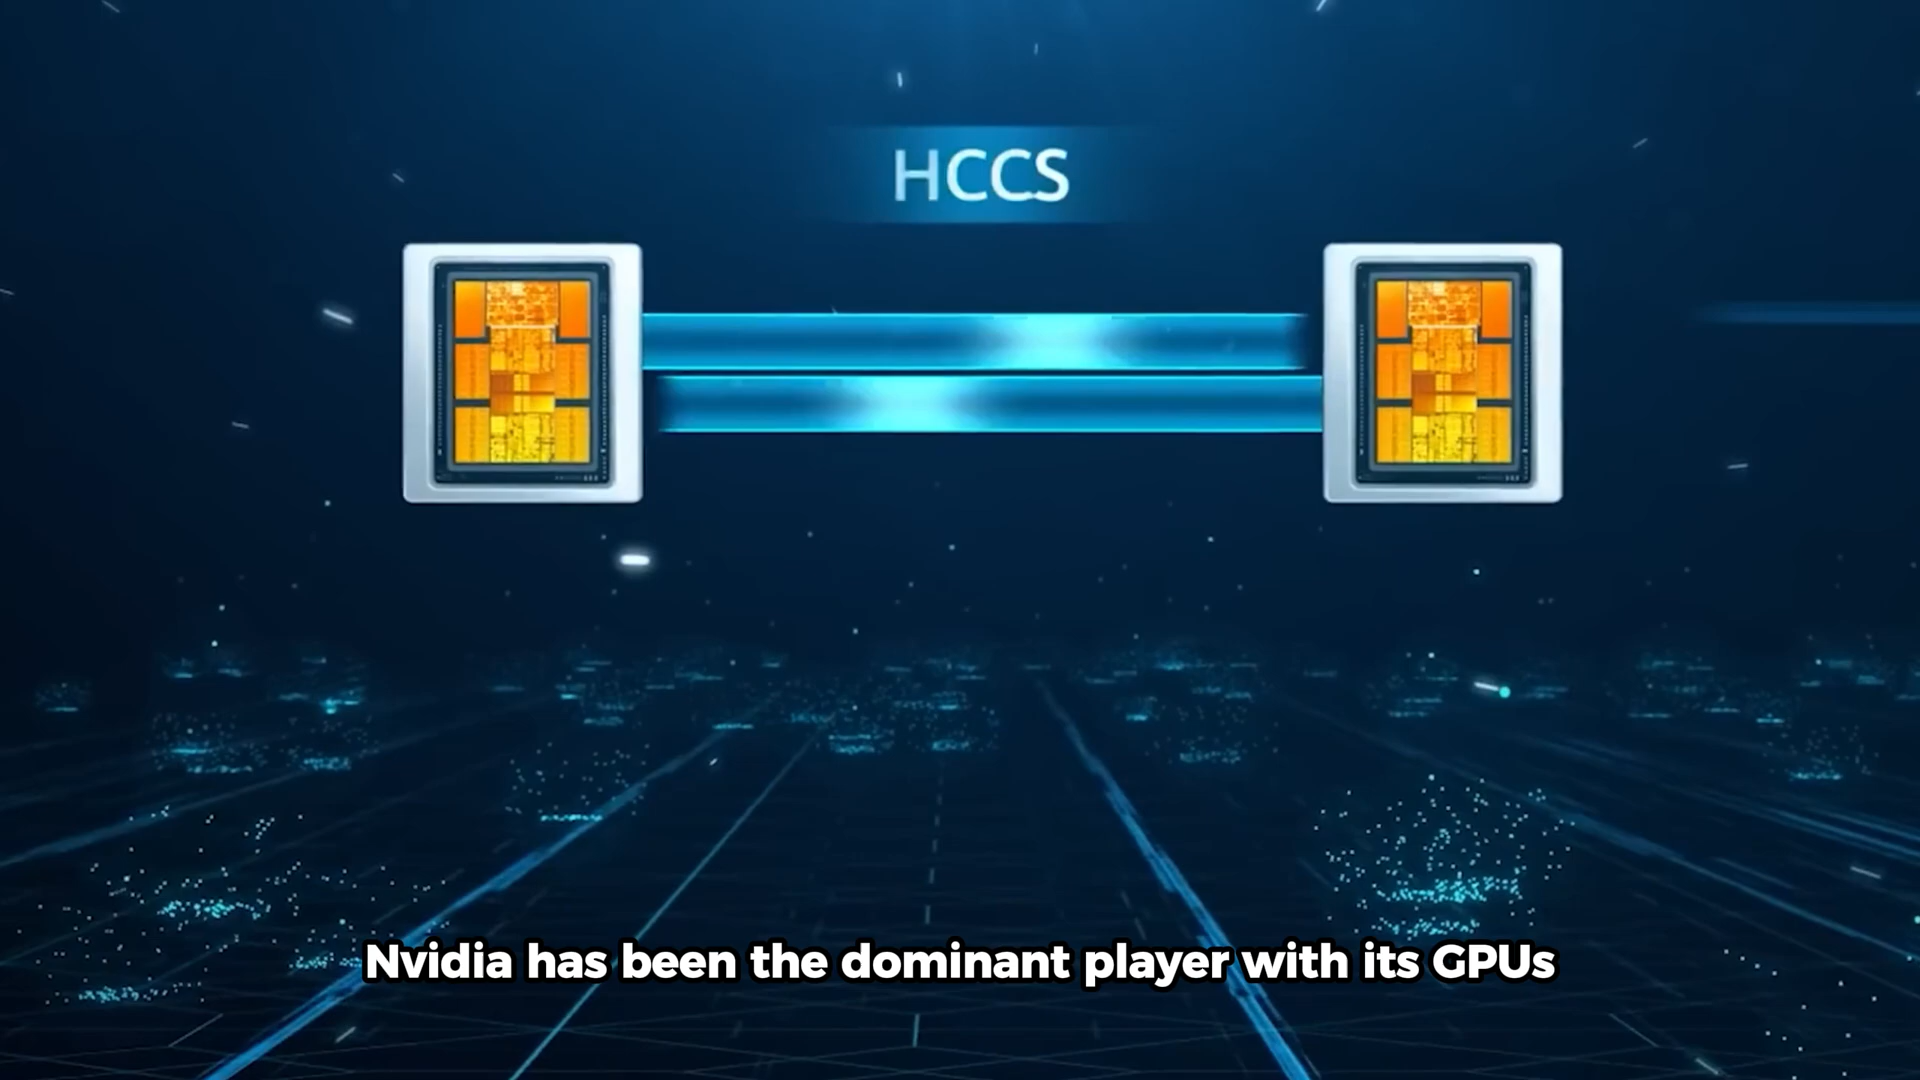 HCCS
Nvidia has been the dominant player with its GPUs